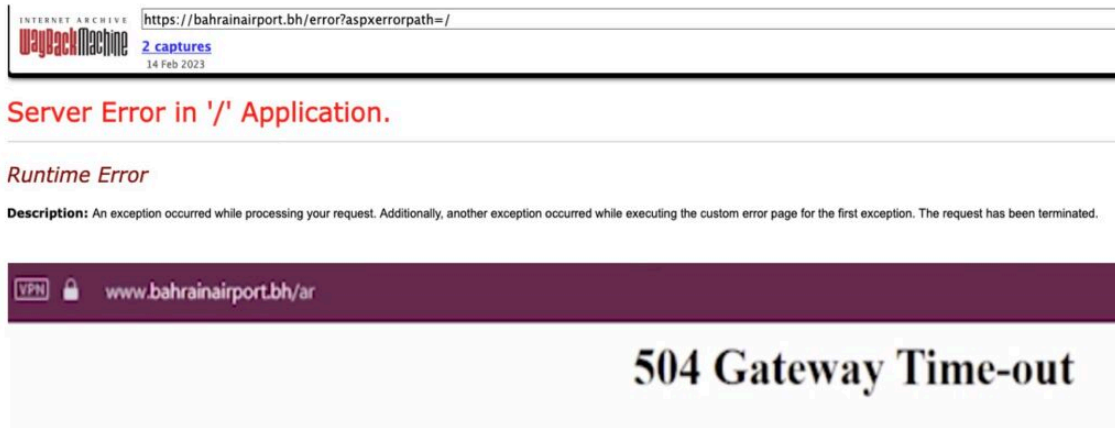 INTERNET ARCHIVE
WayBackMachine
https://bahrainairport.bh/error?aspxerrorpath=/
2 captures
14 Feb 2023
Server Error in '/' Application.
Runtime Error
Description: An exception occurred while processing your request. Additionally, another exception occurred while executing the custom error page for the first exception. The request has been terminated.
VPN www.bahrainairport.bh/ar
504 Gateway Time-out